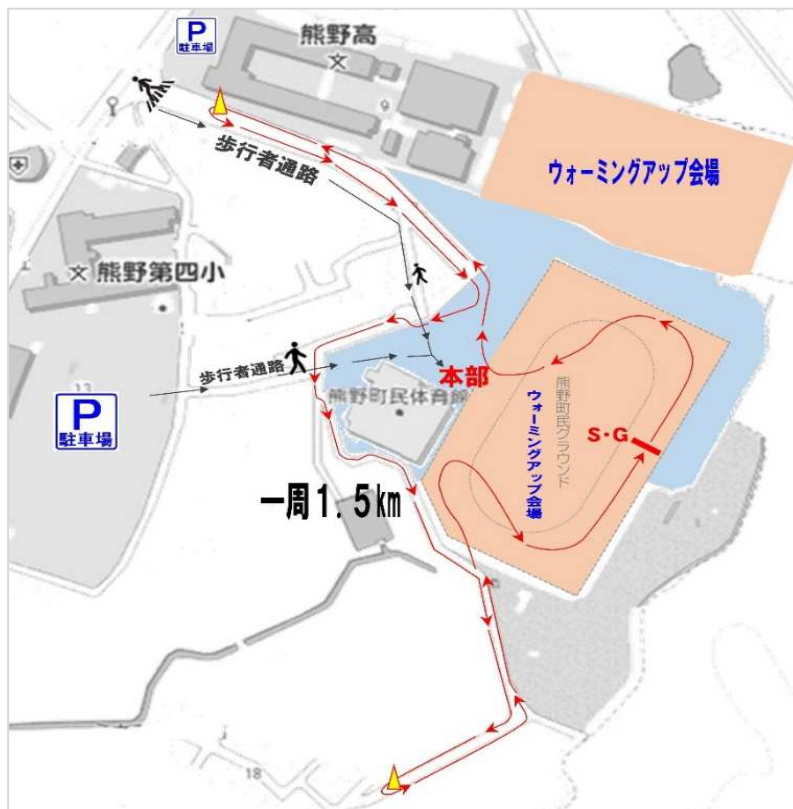 P
駐車場
熊野高
ウォーミングアップ会場
歩行者通路
熊野第四小
本部
歩行者通路
13
P
駐車場
熊野町民体育館
熊野町民グラウンド
ウォーミングアップ会場
S・G
一周1.5km
18